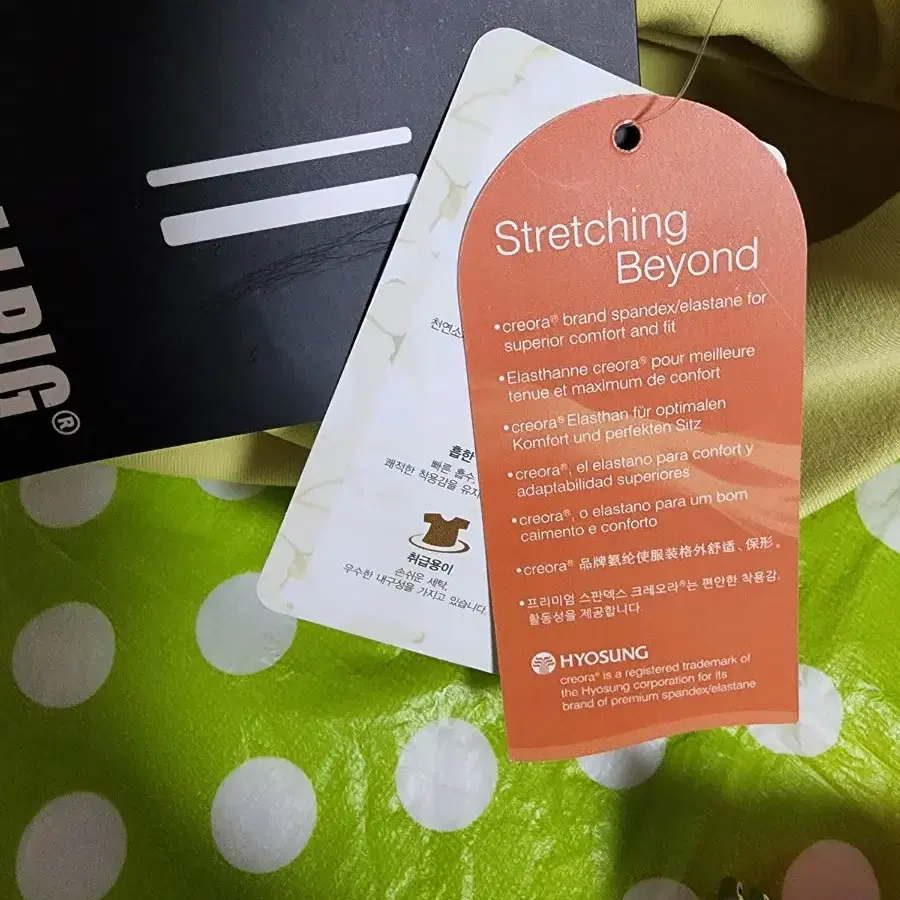 Stretching
Beyond
•creora® brand spandex/elastane for
superior comfort and fit
•Elasthanne creora® pour meilleure
tenue et maximum de confort
•creora® Elasthan für optimalen
Komfort und perfekten Sitz
•creora®, el elastano para confort y
adaptabilidad superiores
•creora®, o elastano para um bom
caimento e conforto
•creora® 品牌氨纶使服装格外舒适、保形。
•프리미엄 스판덱스 크레오라®는 편안한 착용감,
활동성을 제공합니다
HYOSUNG
creora® is a registered trademark of
the Hyosung corporation for its
brand of premium spandex/elastane
천연소
흡한
빠른 흡수,
쾌적한 착용감을 유지
취급용이
손쉬운 세탁,
우수한 내구성을 가지고 있습니다.
PIG®